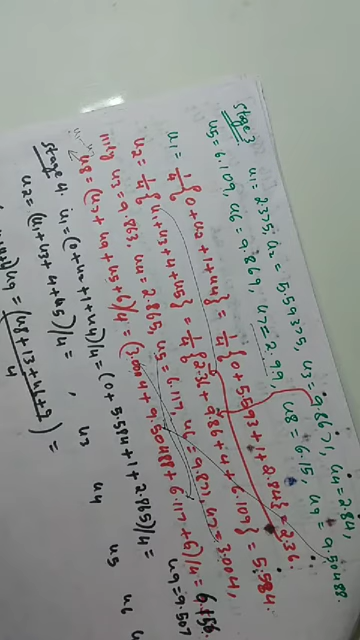 Stage 3 u1 = 2.375, u2 = 5.59375, u3 = 9.8671, u4 = 2.841,
u5 = 6.109, u6 = 9.869, u7 = 2.99, u8 = 6.15, u9 = 9.50488.
u1 = 1/4 {0 + u2 + 1 + u4} = 1/4 {0 + 5.593 + 1 + 2.841} = 2.36.
u2 = 1/4 {u1 + u3 + 4 + u5} = 1/4 {2.36 + 9.86 + 4 + 6.109} = 5.584.
u3 = 9.863, u4 = 2.865, u5 = 6.117, u6 = 9.871, u7 = 3.004,
u8 = (u7 + u9 + u5 + 6)/4 = (3.004 + 9.50488 + 6.117 + 6)/4 = 6.156
u9 = 9.507
Stage 4. u1 = (0 + u2 + 1 + u4)/4 = (0 + 5.584 + 1 + 2.865)/4 =
u2 = (u1 + u3 + 4 + u5)/4 = , u3 u4 u5 u6
u9 = (u8 + 13 + u6 + 9)/4 =